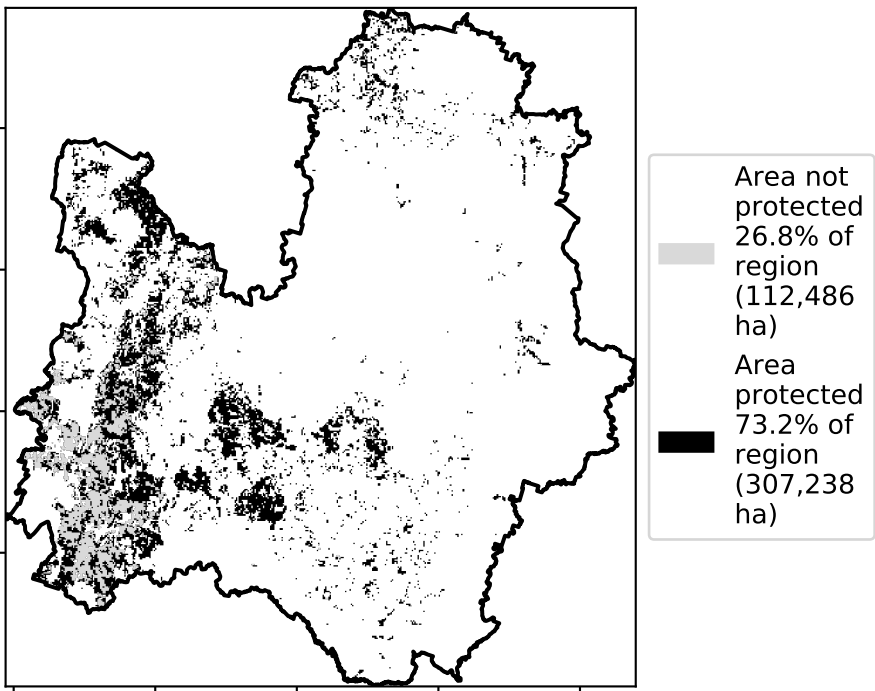 Area not
protected
26.8% of
region
(112,486
ha)
Area
protected
73.2% of
region
(307,238
ha)